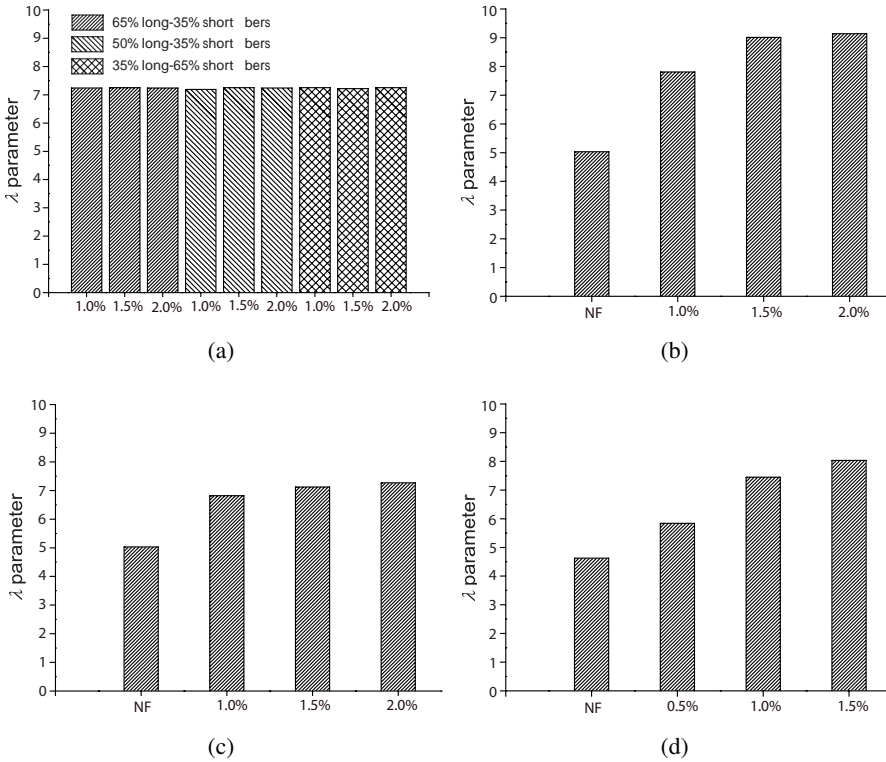 65% long-35% short bers
50% long-35% short bers
35% long-65% short bers
10
9
8
7
6
5
4
3
2
1
0
λ parameter
1.0% 1.5% 2.0% 1.0% 1.5% 2.0% 1.0% 1.5% 2.0%
(a)
10
9
8
7
6
5
4
3
2
1
0
λ parameter
NF 1.0% 1.5% 2.0%
(b)
10
9
8
7
6
5
4
3
2
1
0
λ parameter
NF 1.0% 1.5% 2.0%
(c)
10
9
8
7
6
5
4
3
2
1
0
λ parameter
NF 0.5% 1.0% 1.5%
(d)